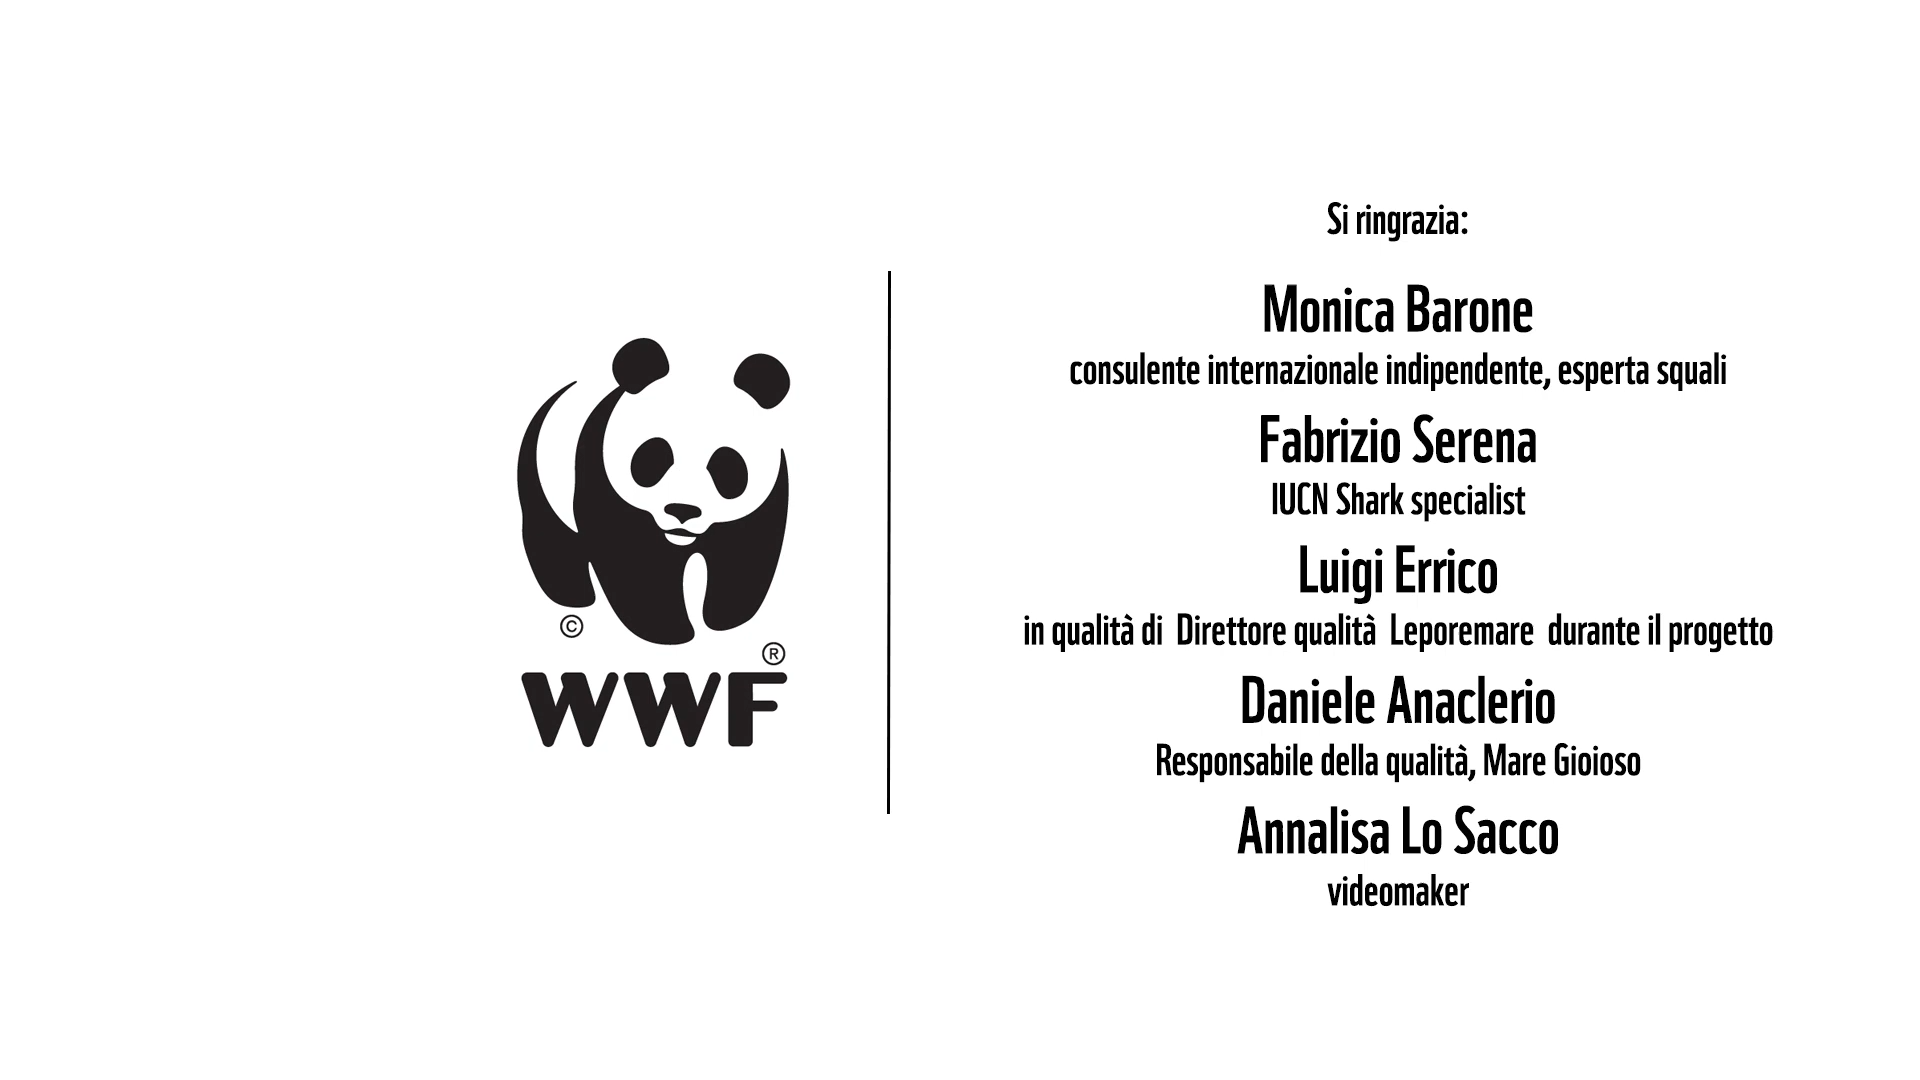 ©
®
WWF
Si ringrazia:
Monica Barone
consulente internazionale indipendente, esperta squali
Fabrizio Serena
IUCN Shark specialist
Luigi Errico
in qualità di Direttore qualità Leporemare durante il progetto
Daniele Anaclerio
Responsabile della qualità, Mare Gioioso
Annalisa Lo Sacco
videomaker